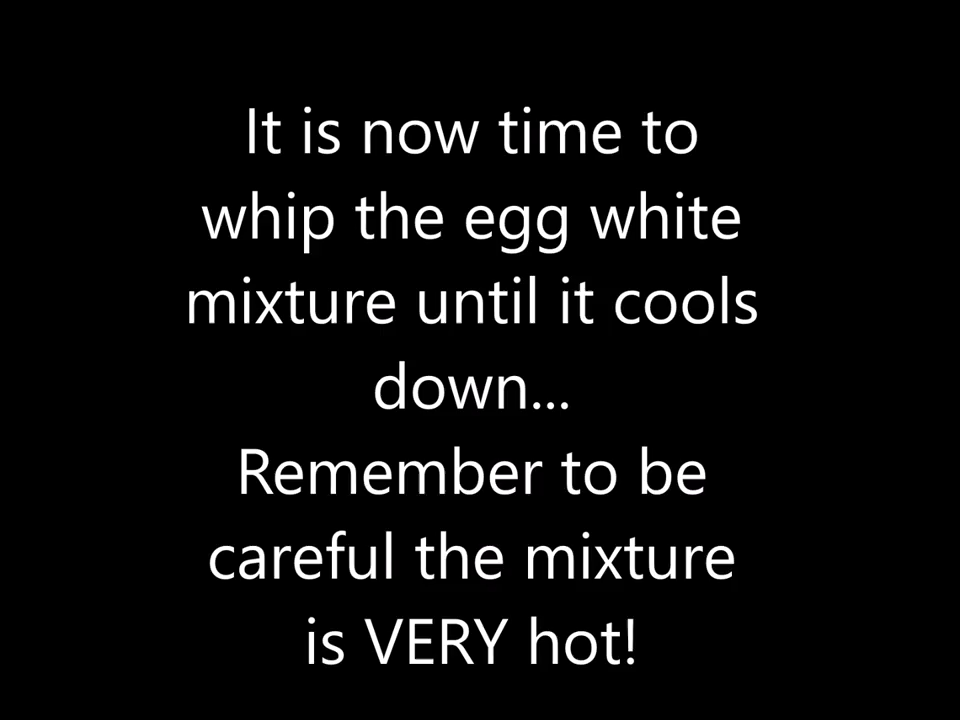 It is now time to
whip the egg white
mixture until it cools
down...
Remember to be
careful the mixture
is VERY hot!